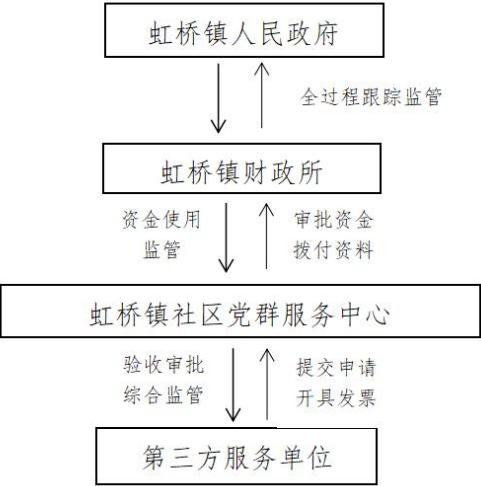 虹桥镇人民政府
全过程跟踪监管
虹桥镇财政所
资金使用
监管
审批资金
拨付资料
虹桥镇社区党群服务中心
验收审批
综合监管
提交申请
开具发票
第三方服务单位